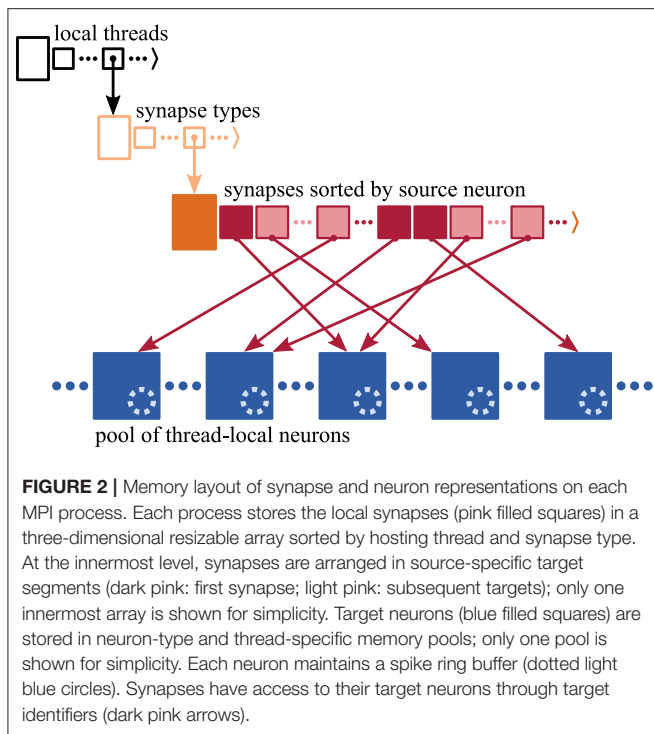 local threads
synapse types
synapses sorted by source neuron
pool of thread-local neurons
FIGURE 2 | Memory layout of synapse and neuron representations on each
MPI process. Each process stores the local synapses (pink filled squares) in a
three-dimensional resizable array sorted by hosting thread and synapse type.
At the innermost level, synapses are arranged in source-specific target
segments (dark pink: first synapse; light pink: subsequent targets); only one
innermost array is shown for simplicity. Target neurons (blue filled squares) are
stored in neuron-type and thread-specific memory pools; only one pool is
shown for simplicity. Each neuron maintains a spike ring buffer (dotted light
blue circles). Synapses have access to their target neurons through target
identifiers (dark pink arrows).